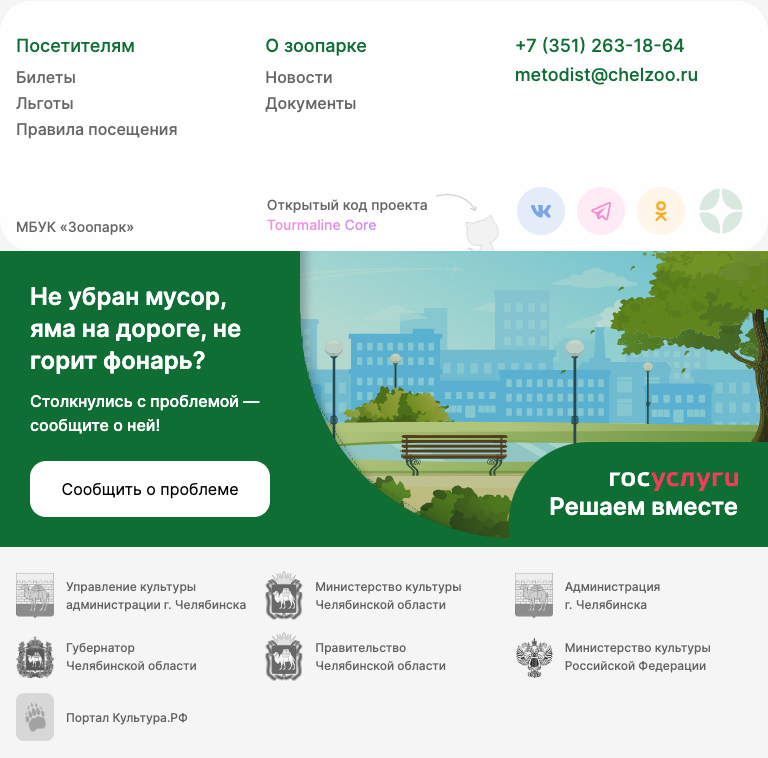 Посетителям
Билеты
Льготы
Правила посещения
О зоопарке
Новости
Документы
+7 (351) 263-18-64
metodist@chelzoo.ru
МБУК «Зоопарк»
Открытый код проекта
Tourmaline Core
Не убран мусор,
яма на дороге, не
горит фонарь?
Столкнулись с проблемой —
сообщите о ней!
Сообщить о проблеме
госуслуги
Решаем вместе
Управление культуры
администрации г. Челябинска
Министерство культуры
Челябинской области
Администрация
г. Челябинска
Губернатор
Челябинской области
Правительство
Челябинской области
Министерство культуры
Российской Федерации
Портал Культура.РФ